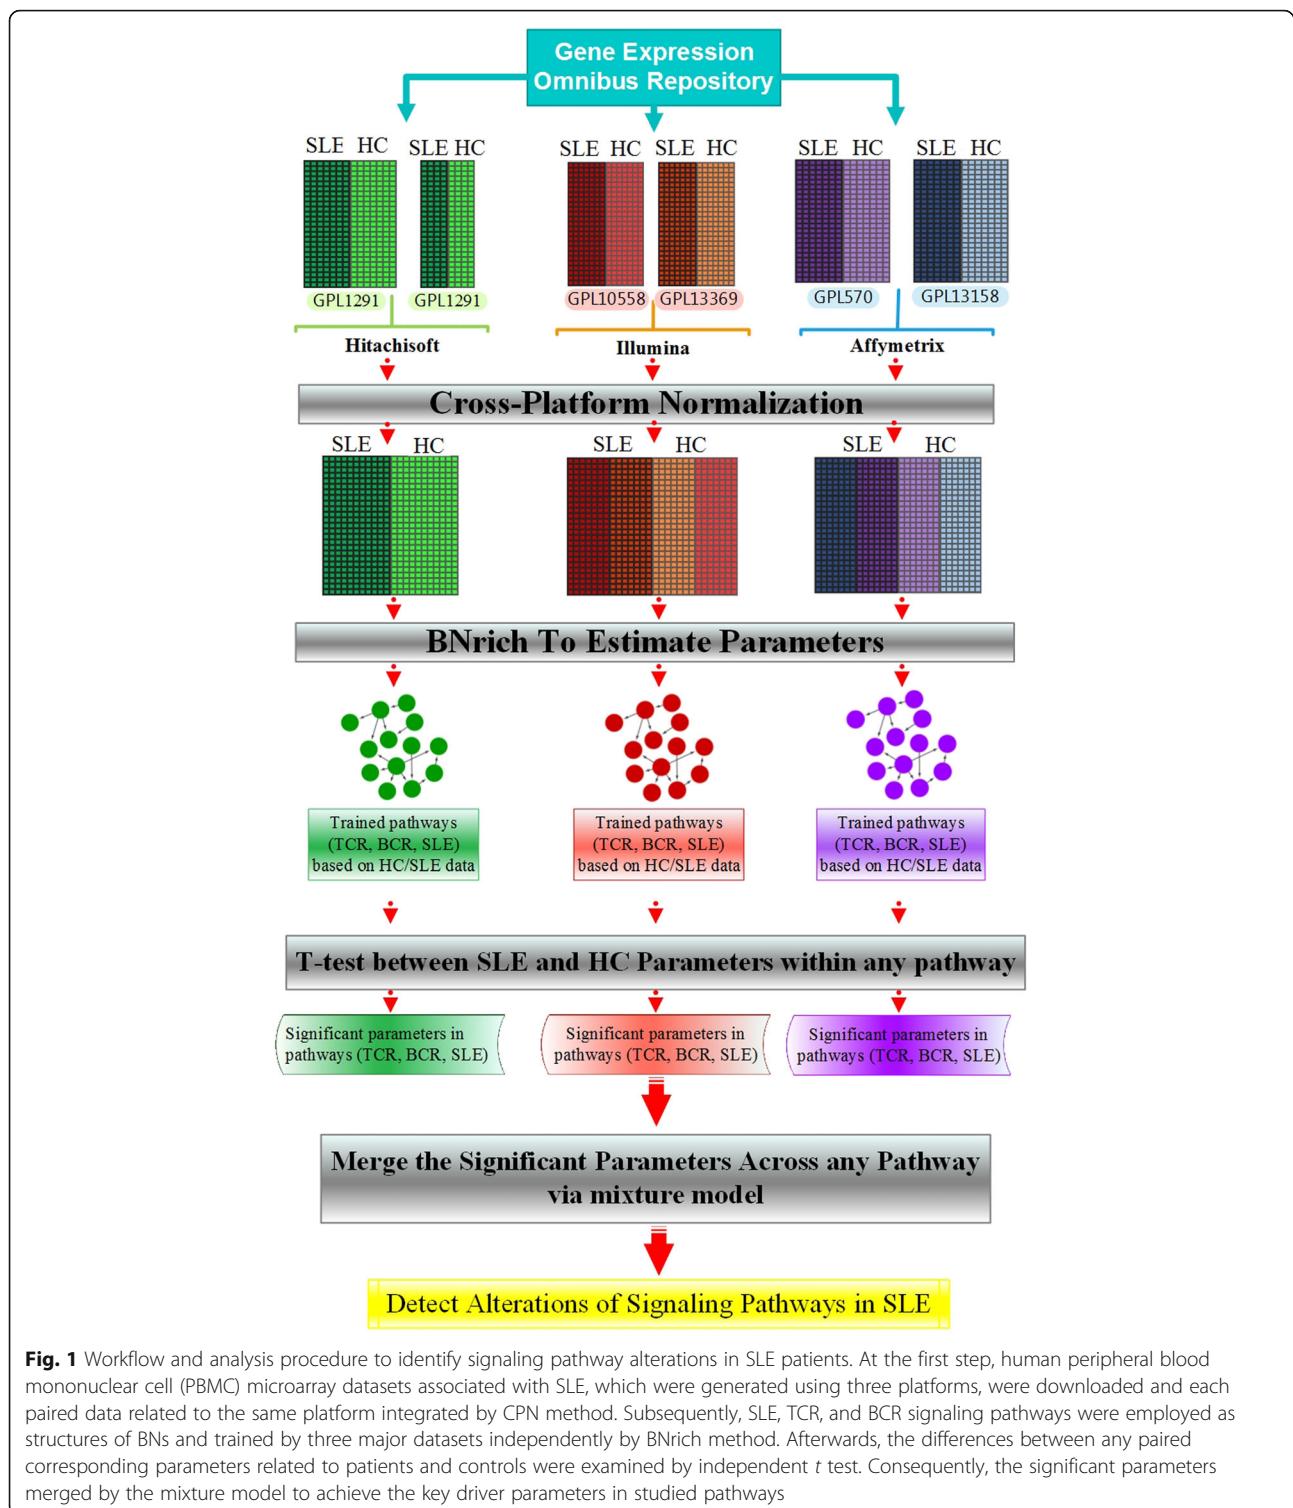 Gene Expression
Omnibus Repository
SLE HC SLE HC SLE HC SLE HC SLE HC SLE HC
GPL1291 GPL1291 GPL10558 GPL13369 GPL570 GPL13158
Hitachisoft Illumina Affymetrix
Cross-Platform Normalization
SLE HC SLE HC SLE HC
BNrich To Estimate Parameters
Trained pathways
(TCR, BCR, SLE)
based on HC/SLE data
Trained pathways
(TCR, BCR, SLE)
based on HC/SLE data
Trained pathways
(TCR, BCR, SLE)
based on HC/SLE data
T-test between SLE and HC Parameters within any pathway
Significant parameters in
pathways (TCR, BCR, SLE)
Significant parameters in
pathways (TCR, BCR, SLE)
Significant parameters in
pathways (TCR, BCR, SLE)
Merge the Significant Parameters Across any Pathway
via mixture model
Detect Alterations of Signaling Pathways in SLE
Fig. 1 Workflow and analysis procedure to identify signaling pathway alterations in SLE patients. At the first step, human peripheral blood
mononuclear cell (PBMC) microarray datasets associated with SLE, which were generated using three platforms, were downloaded and each
paired data related to the same platform integrated by CPN method. Subsequently, SLE, TCR, and BCR signaling pathways were employed as
structures of BNs and trained by three major datasets independently by BNrich method. Afterwards, the differences between any paired
corresponding parameters related to patients and controls were examined by independent t test. Consequently, the significant parameters
merged by the mixture model to achieve the key driver parameters in studied pathways